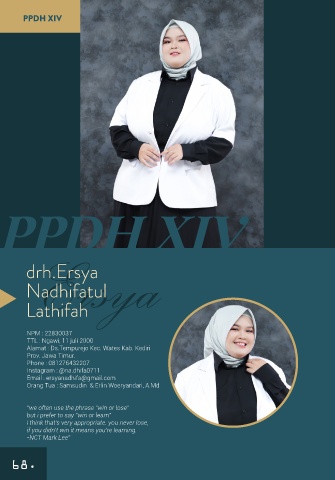 PPDH XIV
PPDH XIV
drh.Ersya
Nadhifatul
Lathifah
Ersya
NPM : 22830037
TTL : Ngawi, 11 juli 2000
Alamat : Ds.Tempurejo Kec. Wates Kab. Kediri
Prov. Jawa Timur.
Phone : 081276432207
Instagram : @na.dhifa0711
Email : ersyanadhifa@gmail.com
Orang Tua : Samsudin & Erlin Woeryandari, A.Md
"we often use the phrase "win or lose"
but i prefer to say "win or learn"
i think that's very appropriate. you never lose,
if you didn't win it means you're learning.
-NCT Mark Lee"
68.